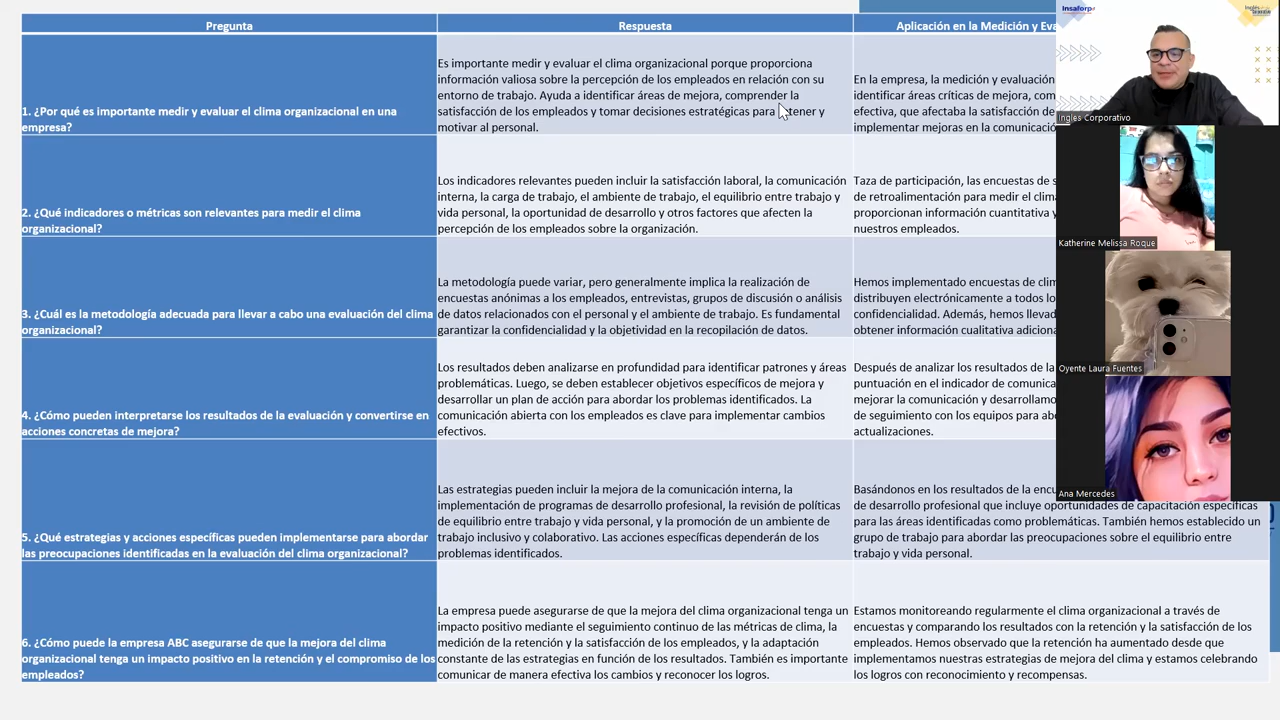 Pregunta
Respuesta
Aplicación en la Medición y Eva
1. ¿Por qué es importante medir y evaluar el clima organizacional en una
empresa?
Es importante medir y evaluar el clima organizacional porque proporciona
información valiosa sobre la percepción de los empleados en relación con su
entorno de trabajo. Ayuda a identificar áreas de mejora, comprender la
satisfacción de los empleados y tomar decisiones estratégicas para retener y
motivar al personal.
En la empresa, la medición y evaluación
identificar áreas críticas de mejora, com
efectiva, que afectaba la satisfacción de
implementar mejoras en la comunicació
2. ¿Qué indicadores o métricas son relevantes para medir el clima
organizacional?
Los indicadores relevantes pueden incluir la satisfacción laboral, la comunicación
interna, la carga de trabajo, el ambiente de trabajo, el equilibrio entre trabajo y
vida personal, la oportunidad de desarrollo y otros factores que afecten la
percepción de los empleados sobre la organización.
Taza de participación, las encuestas de s
de retroalimentación para medir el clima
proporcionan información cuantitativa y
nuestros empleados.
3. ¿Cuál es la metodología adecuada para llevar a cabo una evaluación del clima
organizacional?
La metodología puede variar, pero generalmente implica la realización de
encuestas anónimas a los empleados, entrevistas, grupos de discusión o análisis
de datos relacionados con el personal y el ambiente de trabajo. Es fundamental
garantizar la confidencialidad y la objetividad en la recopilación de datos.
Hemos implementado encuestas de clim
distribuyen electrónicamente a todos lo
confidencialidad. Además, hemos llevad
obtener información cualitativa adiciona
4. ¿Cómo pueden interpretarse los resultados de la evaluación y convertirse en
acciones concretas de mejora?
Los resultados deben analizarse en profundidad para identificar patrones y áreas
problemáticas. Luego, se deben establecer objetivos específicos de mejora y
desarrollar un plan de acción para abordar los problemas identificados. La
comunicación abierta con los empleados es clave para implementar cambios
efectivos.
Después de analizar los resultados de la
puntuación en el indicador de comunica
mejorar la comunicación y desarrollamo
de seguimiento con los equipos para abo
actualizaciones.
5. ¿Qué estrategias y acciones específicas pueden implementarse para abordar
las preocupaciones identificadas en la evaluación del clima organizacional?
Las estrategias pueden incluir la mejora de la comunicación interna, la
implementación de programas de desarrollo profesional, la revisión de políticas
de equilibrio entre trabajo y vida personal, y la promoción de un ambiente de
trabajo inclusivo y colaborativo. Las acciones específicas dependerán de los
problemas identificados.
Basándonos en los resultados de la encu
de desarrollo profesional que incluye oportunidades de capacitación específicas
para las áreas identificadas como problemáticas. También hemos establecido un
grupo de trabajo para abordar las preocupaciones sobre el equilibrio entre
trabajo y vida personal.
6. ¿Cómo puede la empresa ABC asegurarse de que la mejora del clima
organizacional tenga un impacto positivo en la retención y el compromiso de los
empleados?
La empresa puede asegurarse de que la mejora del clima organizacional tenga un
impacto positivo mediante el seguimiento continuo de las métricas de clima, la
medición de la retención y la satisfacción de los empleados, y la adaptación
constante de las estrategias en función de los resultados. También es importante
comunicar de manera efectiva los cambios y reconocer los logros.
Estamos monitoreando regularmente el clima organizacional a través de
encuestas y comparando los resultados con la retención y la satisfacción de los
empleados. Hemos observado que la retención ha aumentado desde que
implementamos nuestras estrategias de mejora del clima y estamos celebrando
los logros con reconocimiento y recompensas.
Insaforp
Ingles Corporativo
Katherine Melissa Roque
Oyente Laura Fuentes
Ana Mercedes